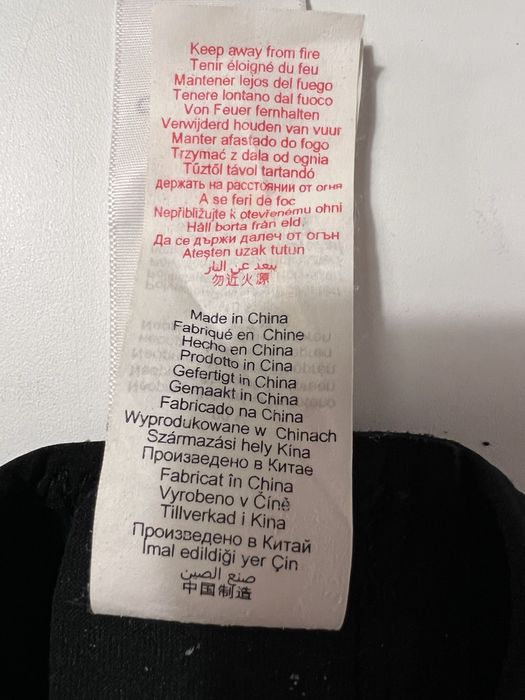 Keep away from fire
Tenir éloigné du feu
Mantener lejos del fuego
Tenere lontano dal fuoco
Von Feuer fernhalten
Verwijderd houden van vuur
Manter afastado do fogo
Trzymać z dala od ognia
Tűztől távol tartandó
держать на расстоянии от огня
A se feri de foc
Nepřibližujte k otevřenému ohni
Håll borta från eld
Да се държи далеч от огън
Ateşten uzak tutun
يبعد عن النار
勿近火源
Made in China
Fabriqué en Chine
Hecho en China
Prodotto in Cina
Gefertigt in China
Gemaakt in China
Fabricado na China
Wyprodukowane w Chinach
Származási hely Kína
Произведено в Китае
Fabricat în China
Vyrobeno v Číně
Tillverkad i Kina
Произведено в Китай
İmal edildiği yer Çin
صنع الصين
中国制造